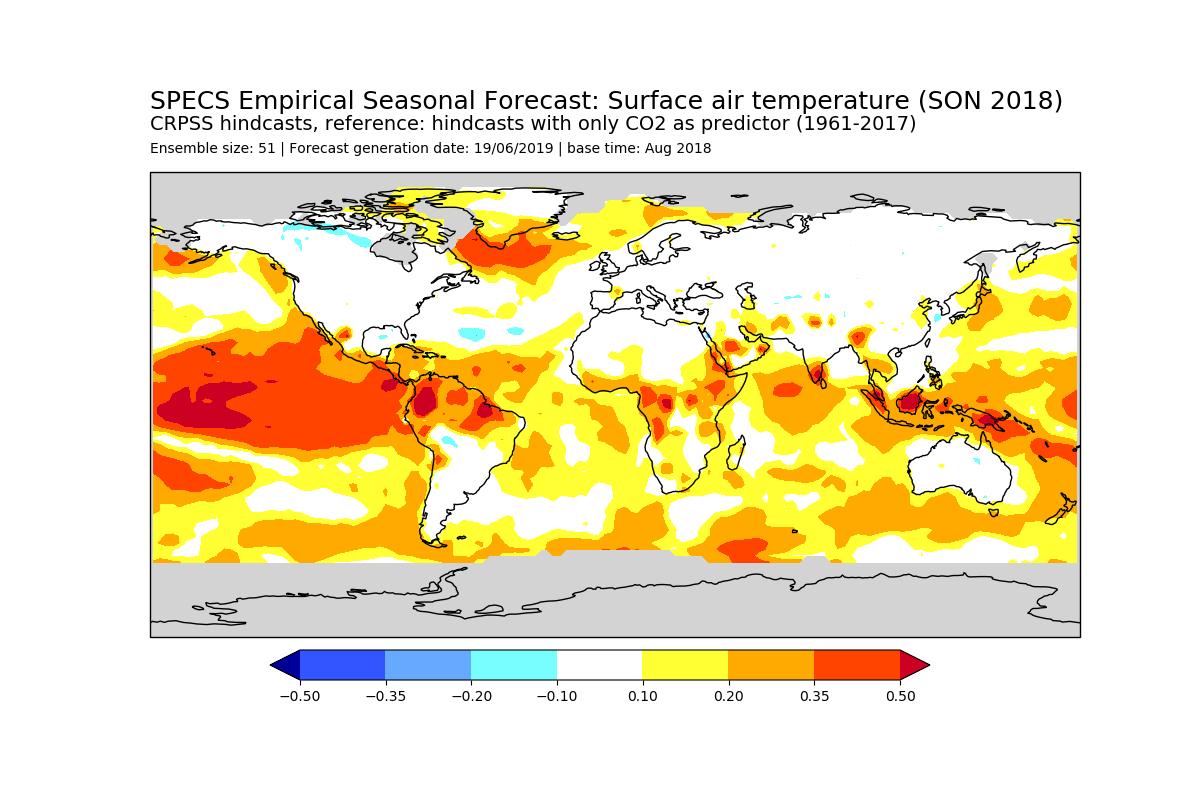 SPECS Empirical Seasonal Forecast: Surface air temperature (SON 2018)
CRPSS hindcasts, reference: hindcasts with only CO2 as predictor (1961-2017)
Ensemble size: 51 | Forecast generation date: 19/06/2019 | base time: Aug 2018
−0.50 −0.35 −0.20 −0.10 0.10 0.20 0.35 0.50